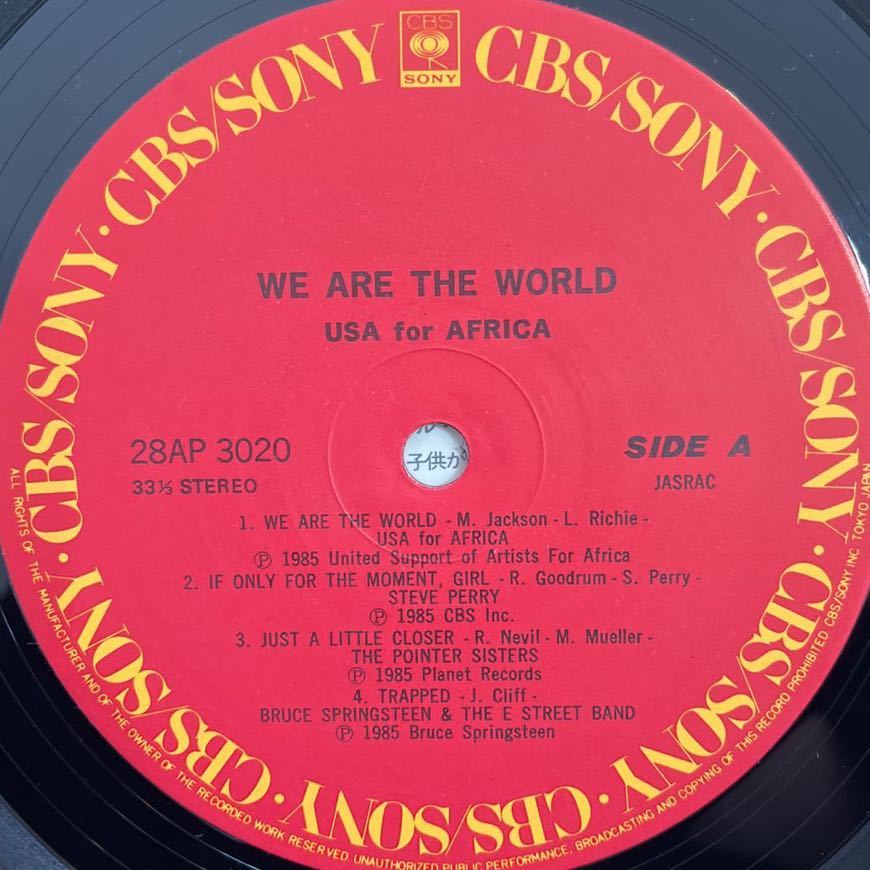 CBS
SONY
CBS/SONY · CBS/SONY · CBS/SONY · CBS/SONY · CBS/SONY · CBS/SONY · CBS/SONY · CBS/SONY · CBS/SONY
WE ARE THE WORLD
USA for AFRICA
28AP 3020
33⅓ STEREO
子供が
SIDE A
JASRAC
1. WE ARE THE WORLD - M. Jackson - L. Richie -
USA for AFRICA
Ⓟ 1985 United Support of Artists For Africa
2. IF ONLY FOR THE MOMENT, GIRL - R. Goodrum - S. Perry -
STEVE PERRY
Ⓟ 1985 CBS Inc.
3. JUST A LITTLE CLOSER - R. Nevil - M. Mueller -
THE POINTER SISTERS
Ⓟ 1985 Planet Records
4. TRAPPED - J. Cliff -
BRUCE SPRINGSTEEN & THE E STREET BAND
Ⓟ 1985 Bruce Springsteen
ALL RIGHTS OF THE MANUFACTURER AND OF THE OWNER OF THE RECORDED WORK RESERVED UNAUTHORIZED PUBLIC PERFORMANCE, BROADCASTING AND COPYING OF THIS RECORD PROHIBITED CBS/SONY INC TOKYO JAPAN